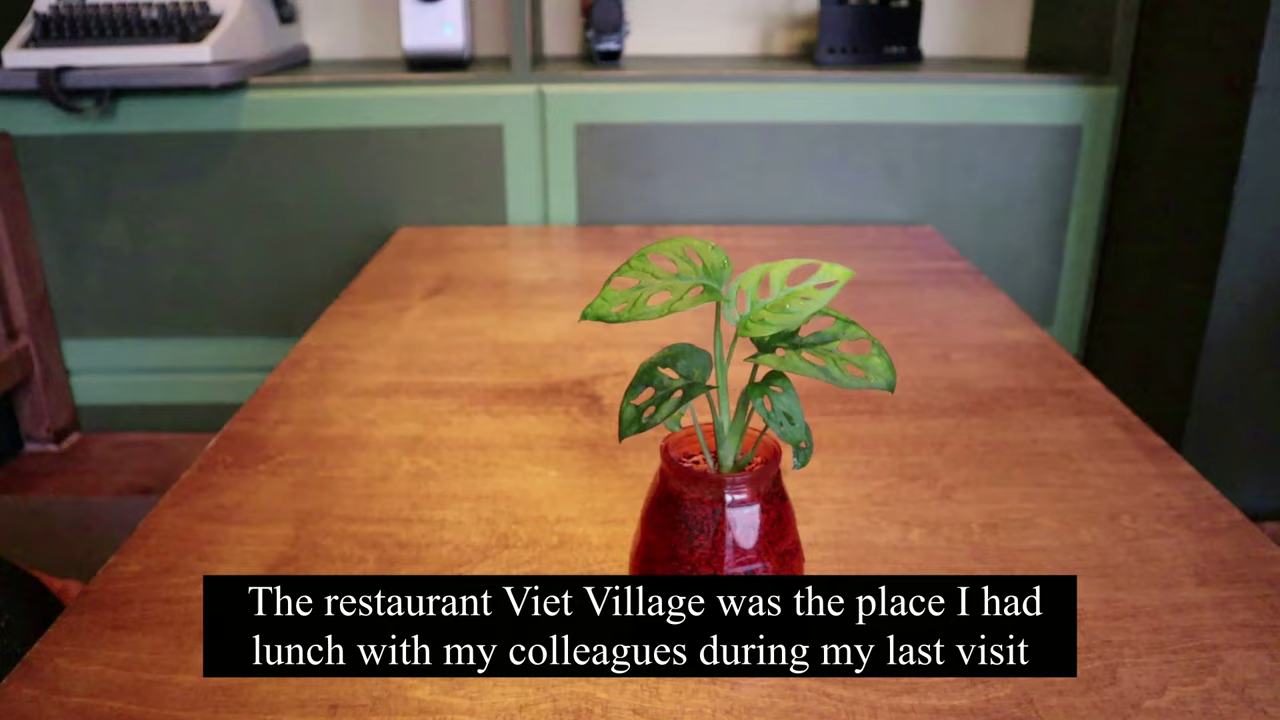 The restaurant Viet Village was the place I had
lunch with my colleagues during my last visit